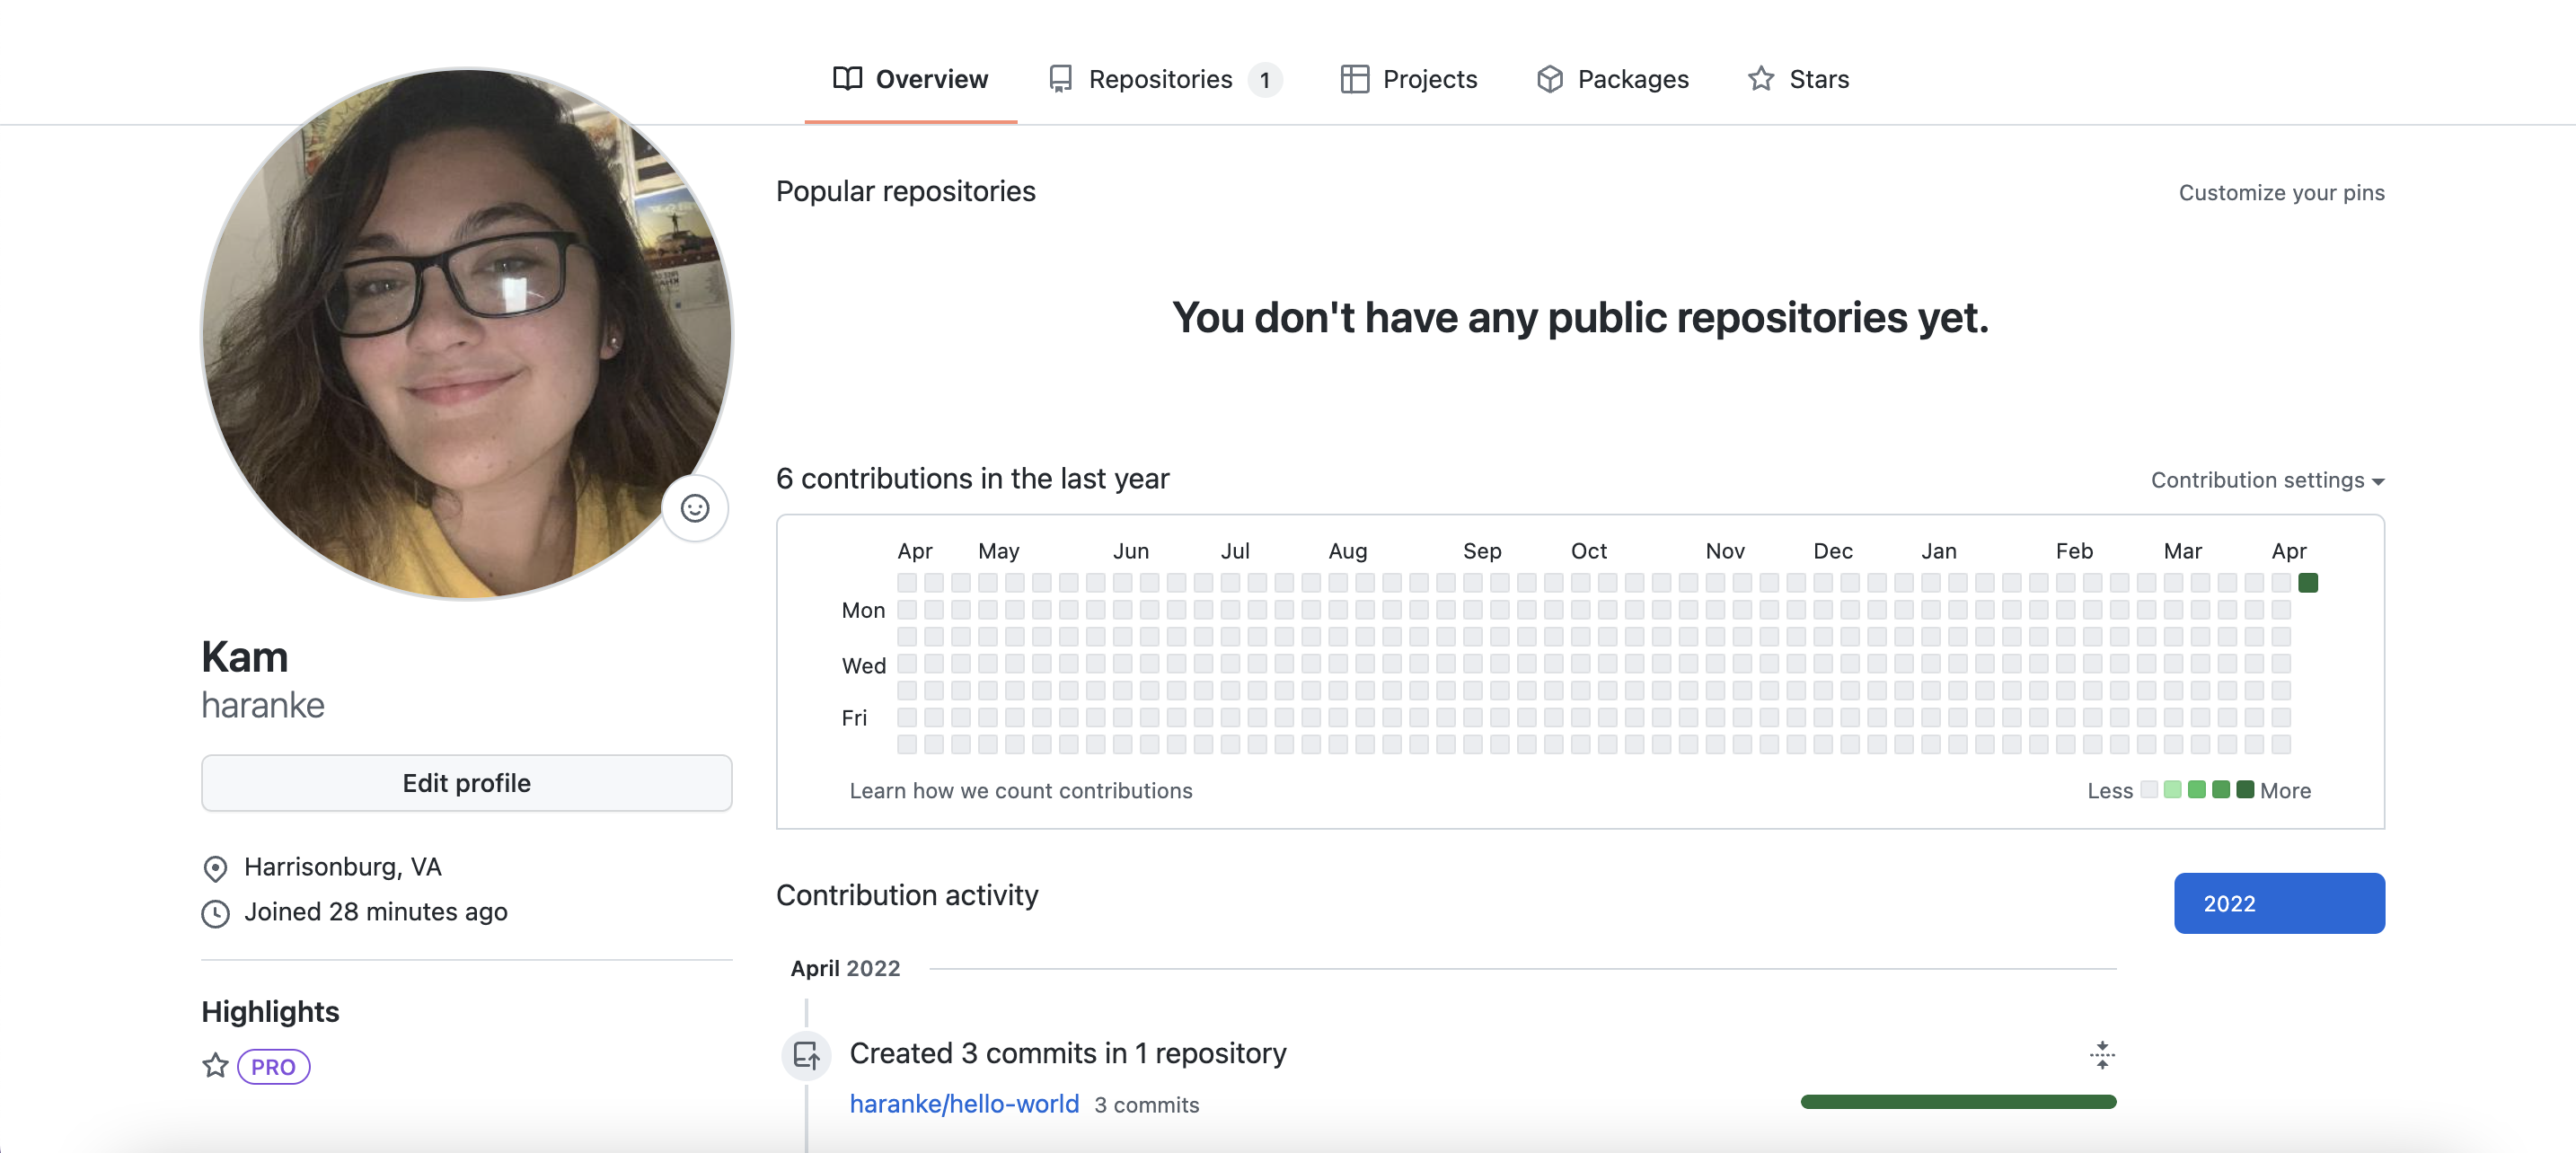 Overview Repositories 1 Projects Packages Stars
Popular repositories Customize your pins
You don't have any public repositories yet.
6 contributions in the last year Contribution settings
Apr May Jun Jul Aug Sep Oct Nov Dec Jan Feb Mar Apr
Mon
Wed
Fri
Learn how we count contributions Less More
Kam
haranke
Edit profile
Harrisonburg, VA
Joined 28 minutes ago
Highlights
PRO
Contribution activity 2022
April 2022
Created 3 commits in 1 repository
haranke/hello-world 3 commits